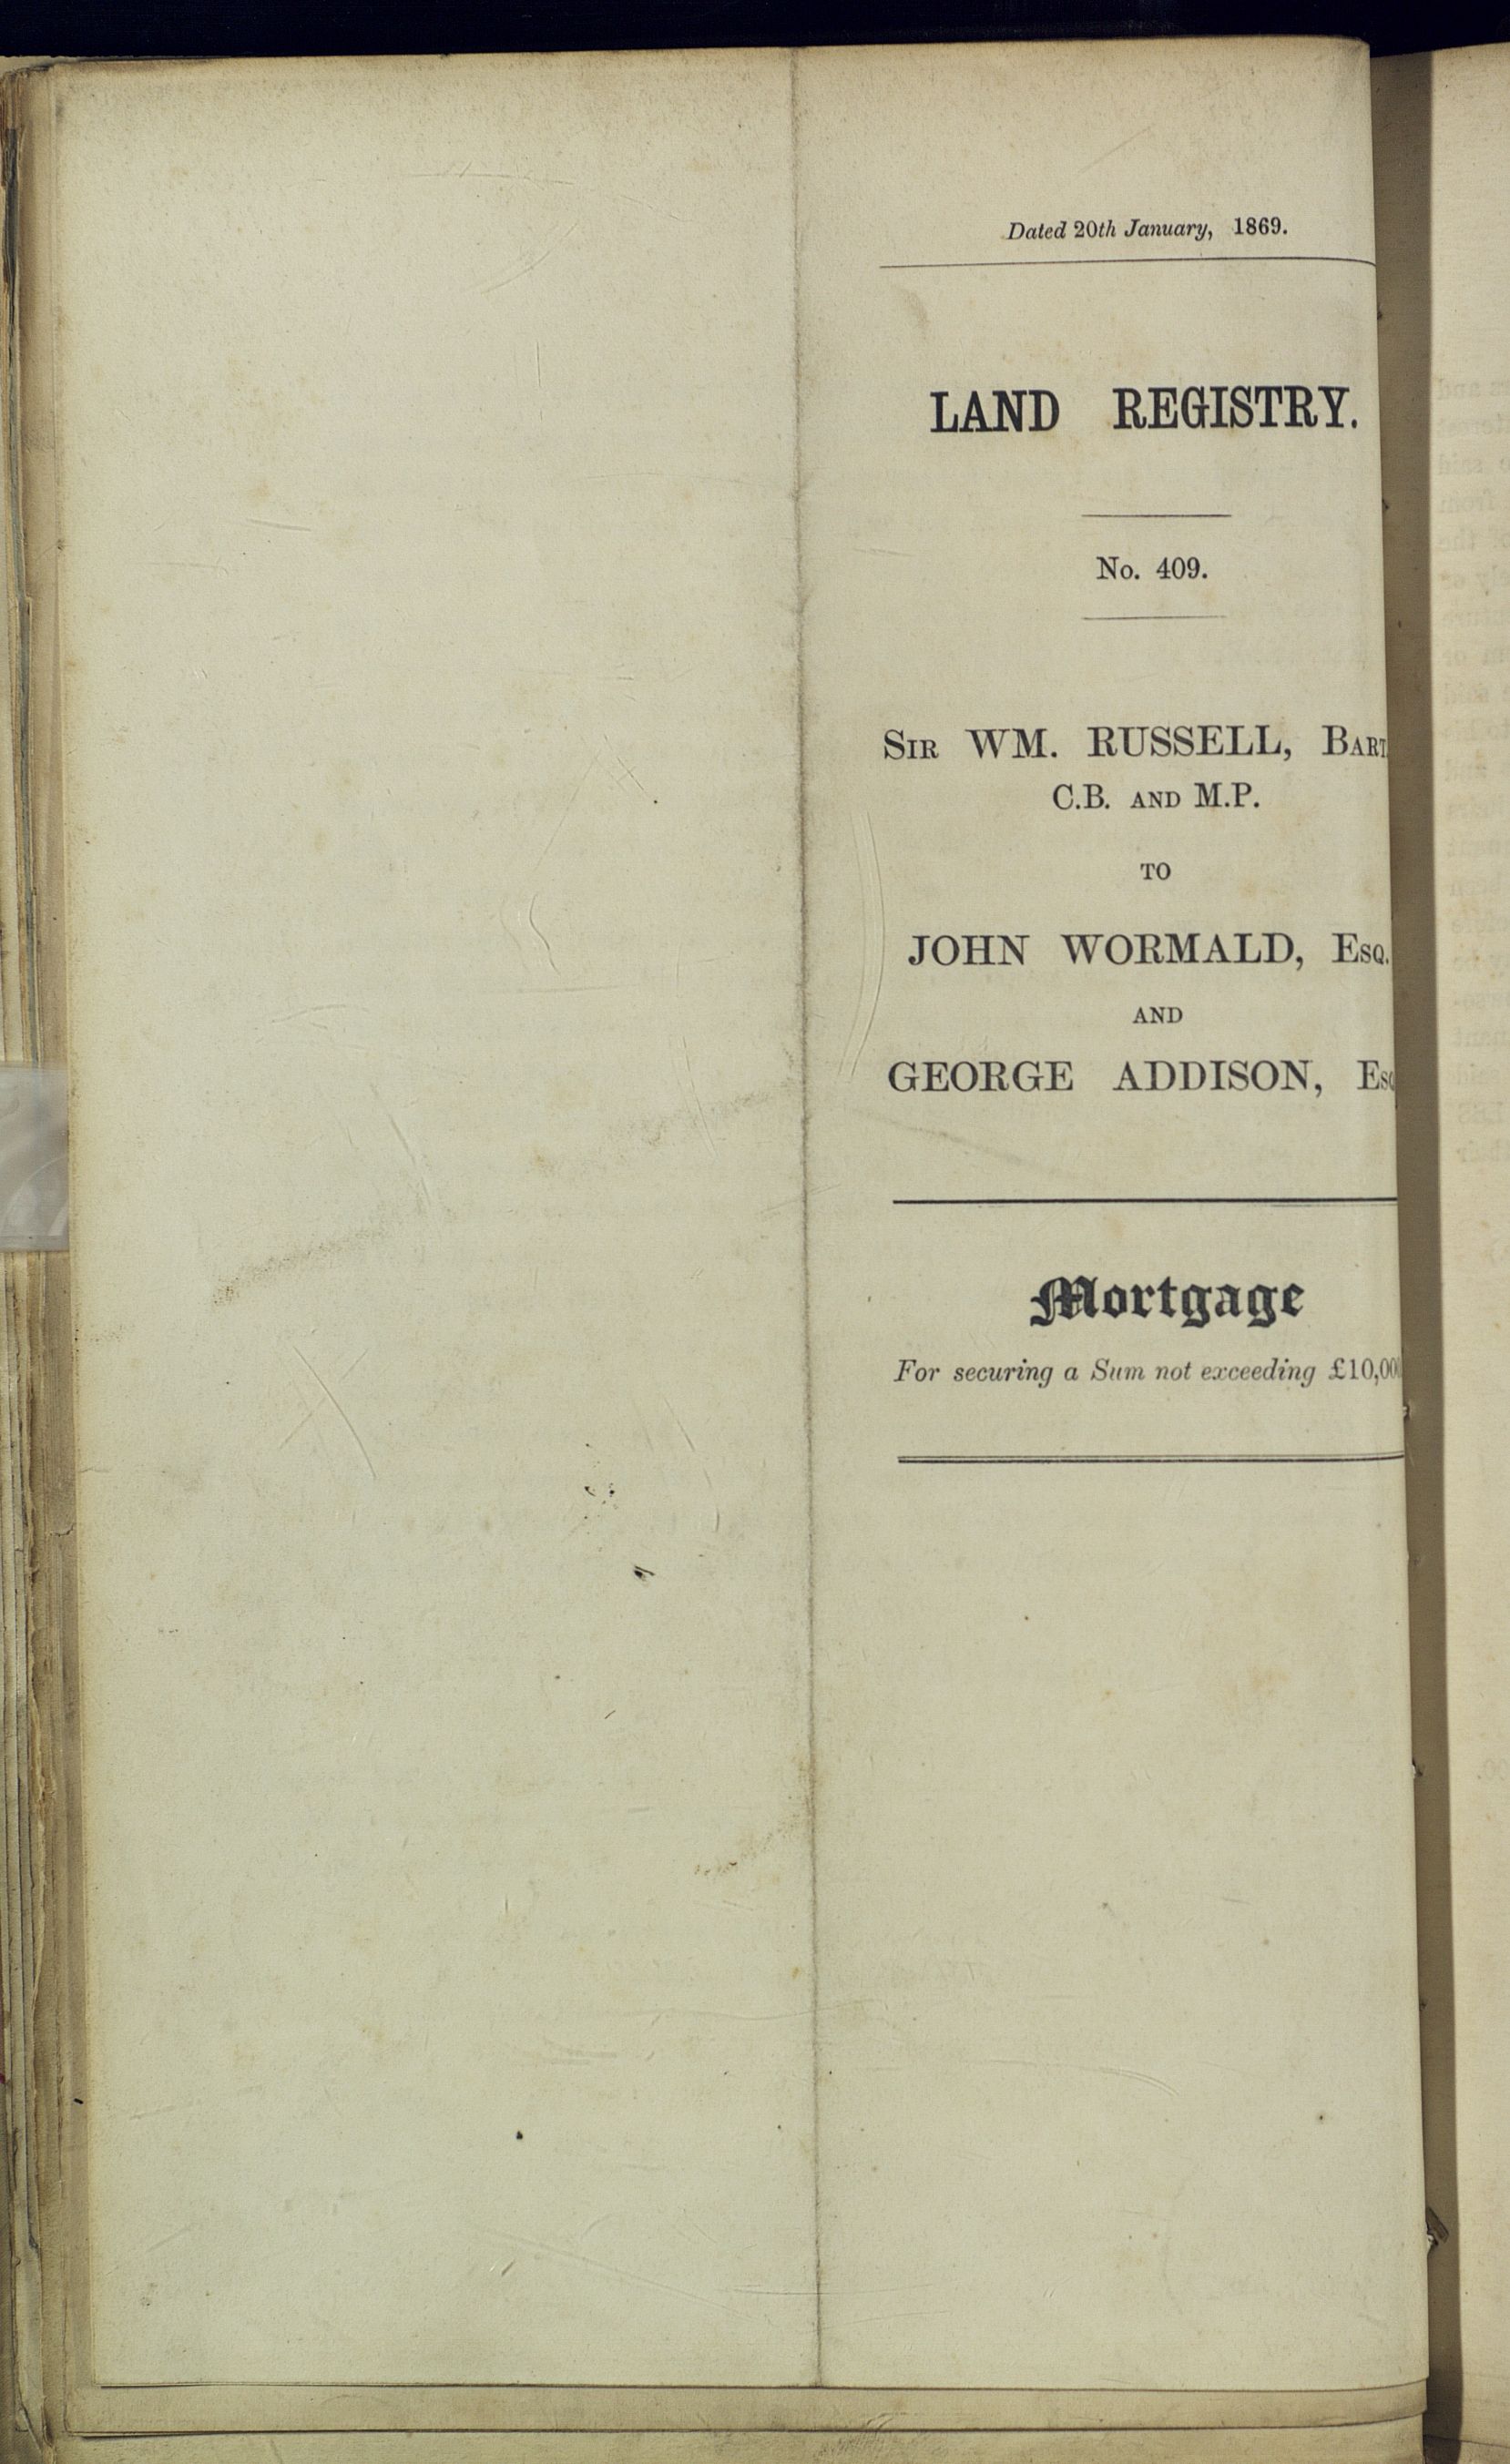 Dated 20th January, 1869.
LAND REGISTRY.
No. 409.
SIR WM. RUSSELL, BART
C.B. AND M.P.
TO
JOHN WORMALD, ESQ.
AND
GEORGE ADDISON, ESQ
Mortgage
For securing a Sum not exceeding £10,000